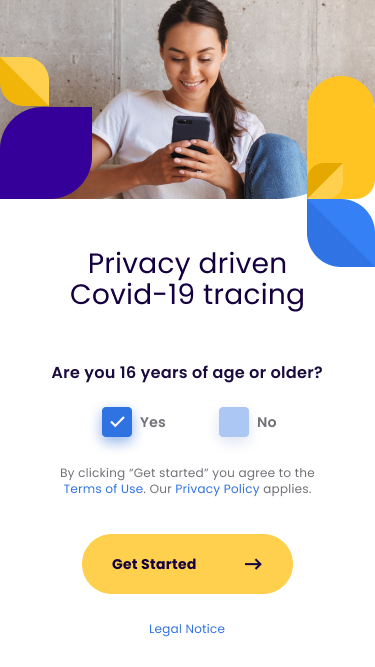 Privacy driven
Covid-19 tracing
Are you 16 years of age or older?
Yes No
By clicking “Get started” you agree to the
Terms of Use. Our Privacy Policy applies.
Get Started
Legal Notice